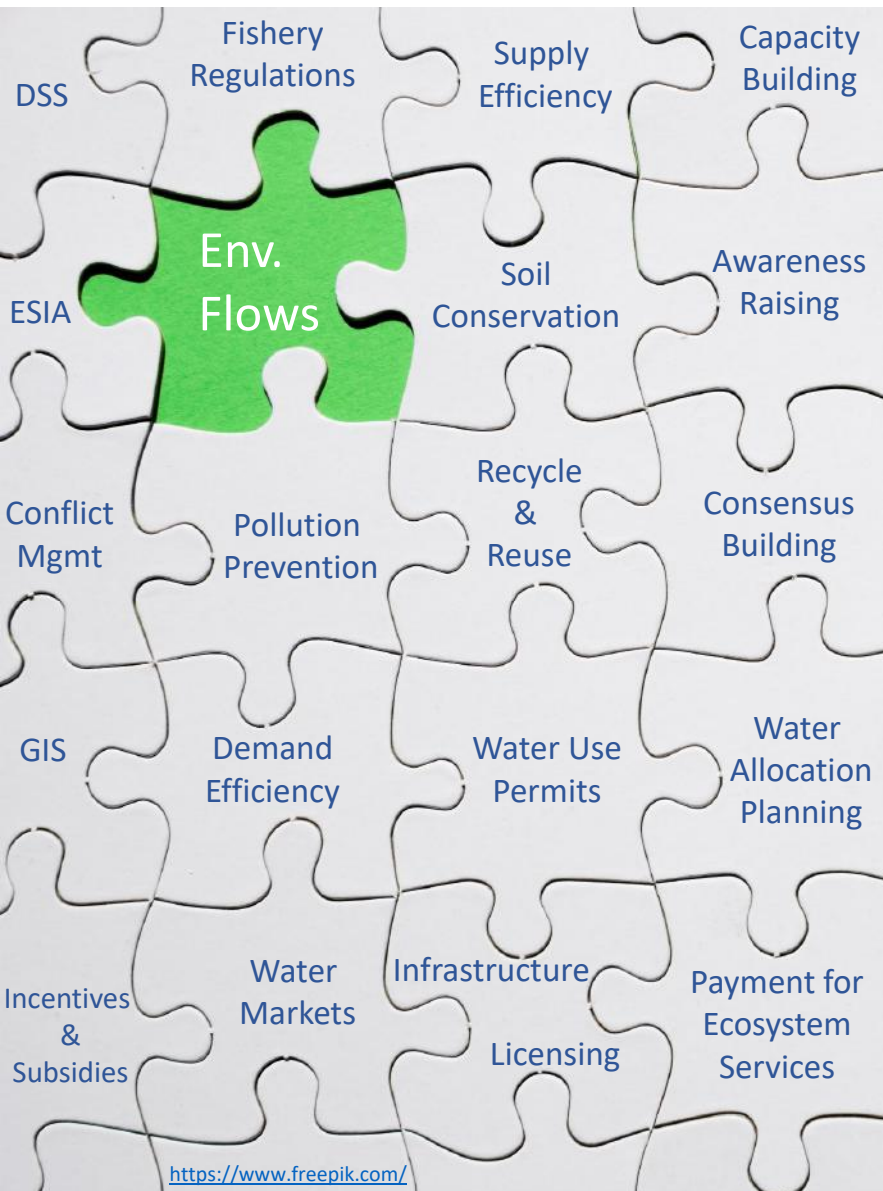 DSS
Fishery
Regulations
Supply
Efficiency
Capacity
Building
ESIA
Env.
Flows
Soil
Conservation
Awareness
Raising
Conflict
Mgmt
Pollution
Prevention
Recycle
&
Reuse
Consensus
Building
GIS
Demand
Efficiency
Water Use
Permits
Water
Allocation
Planning
Incentives
&
Subsidies
Water
Markets
Infrastructure
Licensing
Payment for
Ecosystem
Services
https://www.freepik.com/